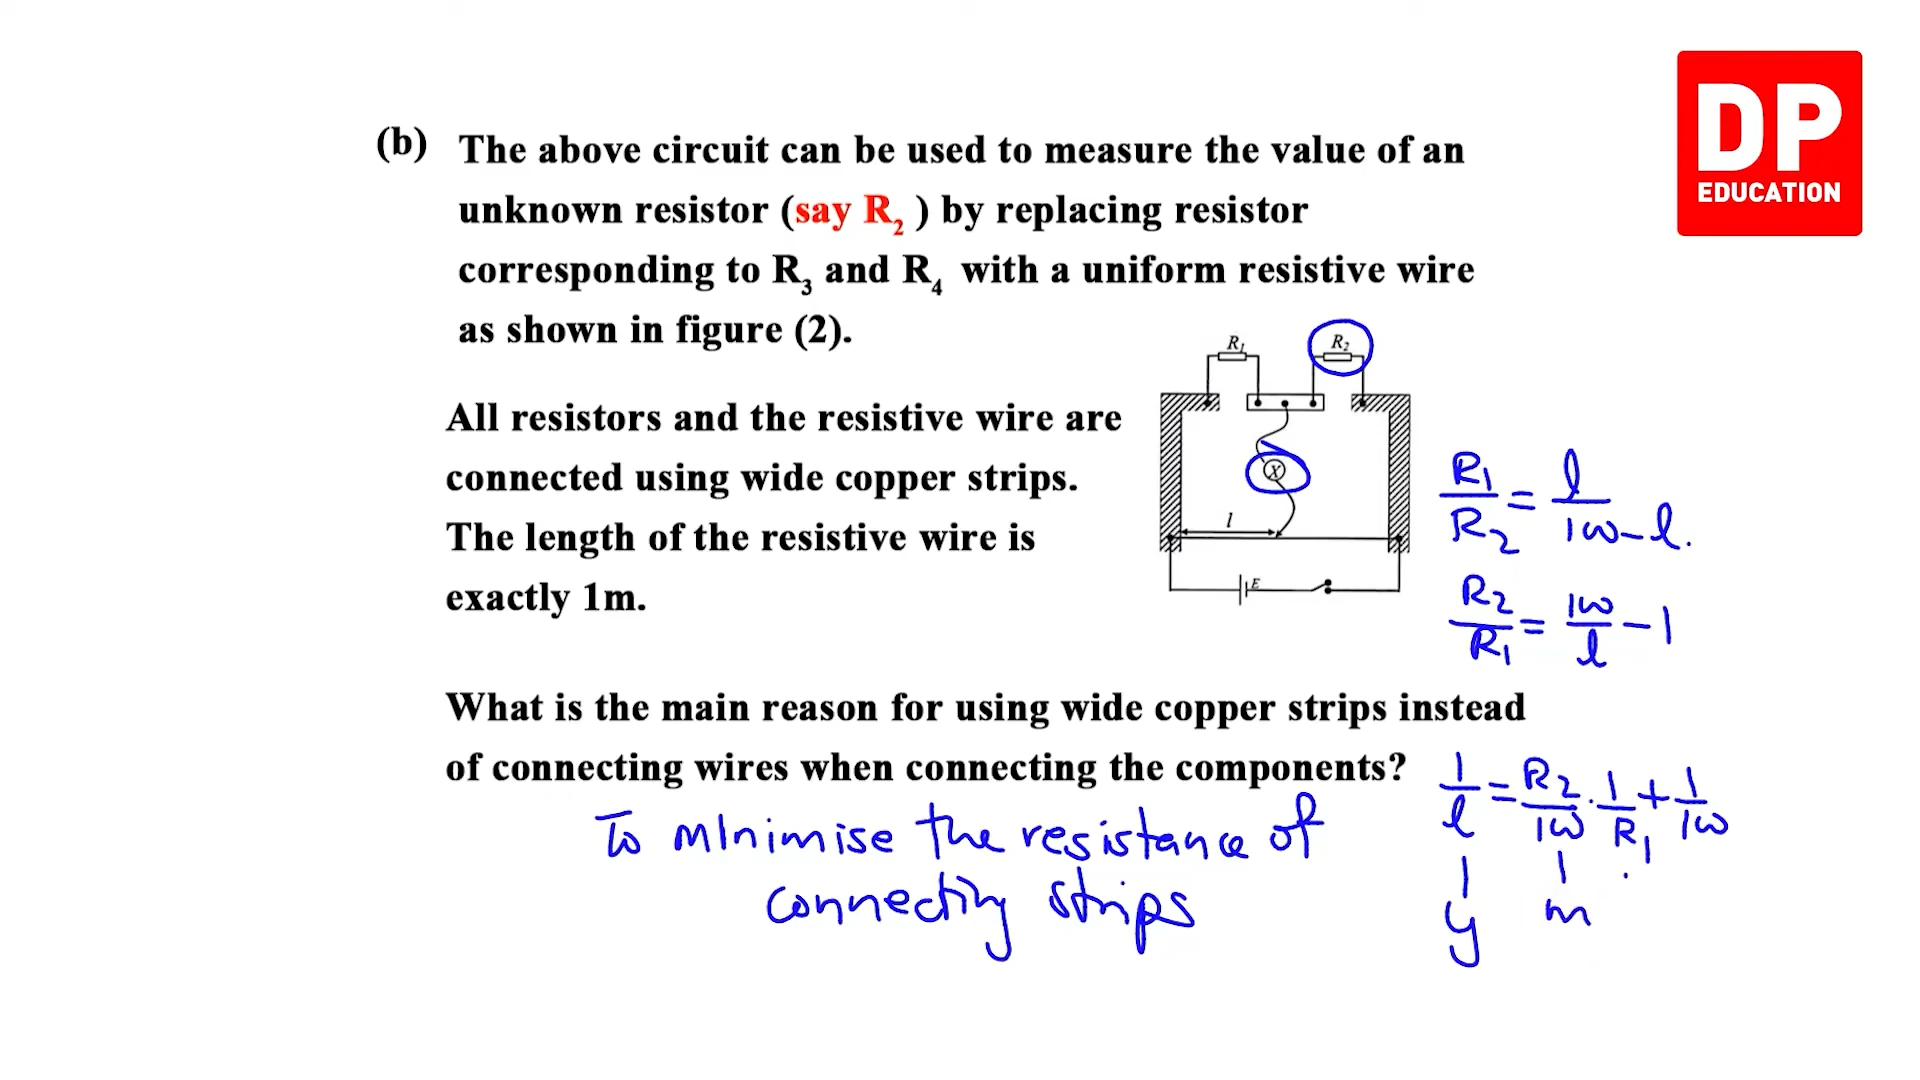 DP
EDUCATION
(b) The above circuit can be used to measure the value of an
unknown resistor (say R₂ ) by replacing resistor
corresponding to R₃ and R₄ with a uniform resistive wire
as shown in figure (2).
All resistors and the resistive wire are
connected using wide copper strips.
The length of the resistive wire is
exactly 1m.
R₁
R₂
X
l
E
R₁/R₂ = l/(100-l).
R₂/R₁ = 100/l - 1
What is the main reason for using wide copper strips instead
of connecting wires when connecting the components?
To minimise the resistance of
connecting strips
1/l = R₂/100 . 1/R₁ + 1/100
y m